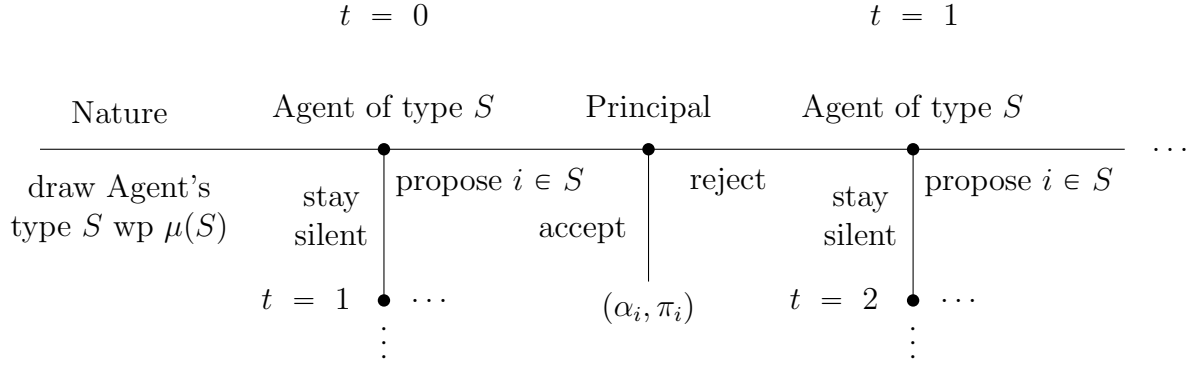 t = 0 t = 1
Nature Agent of type S Principal Agent of type S
draw Agent's
type S wp μ(S)
stay
silent
propose i ∈ S
accept
reject
stay
silent
propose i ∈ S
⋯
t = 1 ⋯
⋮
(α_i, π_i)
t = 2 ⋯
⋮